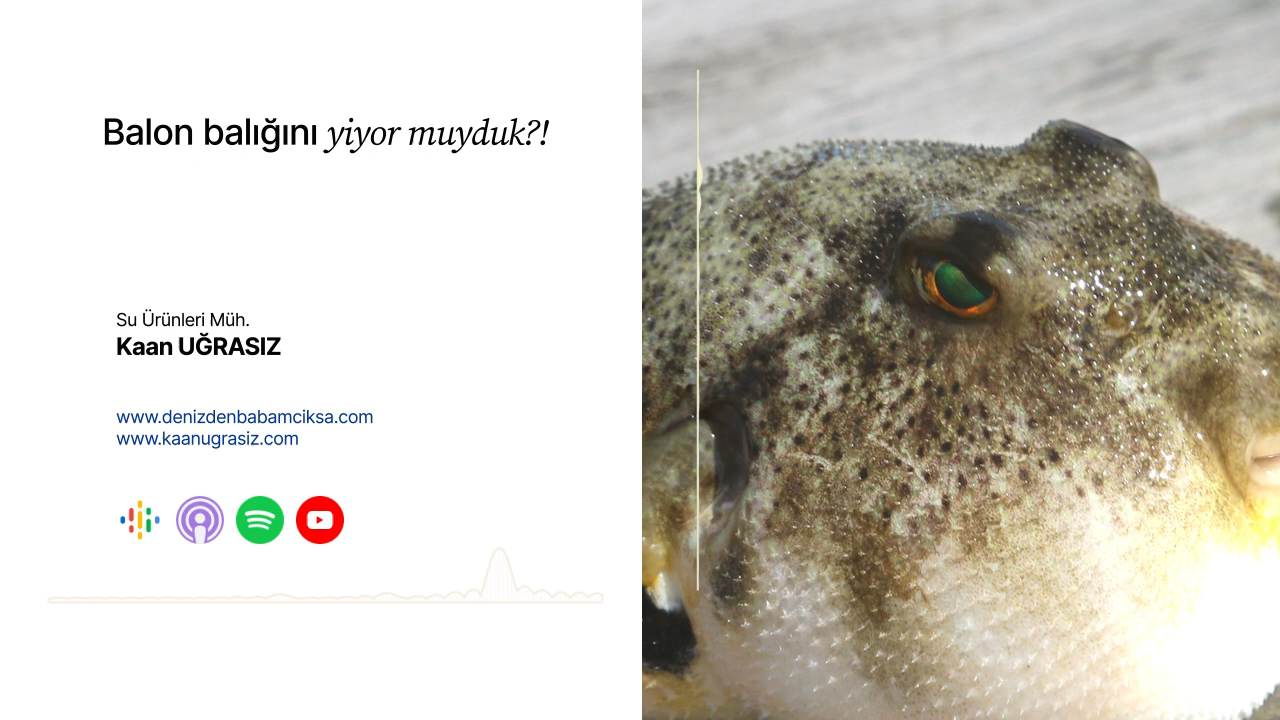 Balon balığını yiyor muyduk?!
Su Ürünleri Müh.
Kaan UĞRASIZ
www.denizdenbabamciksa.com
www.kaanugrasiz.com